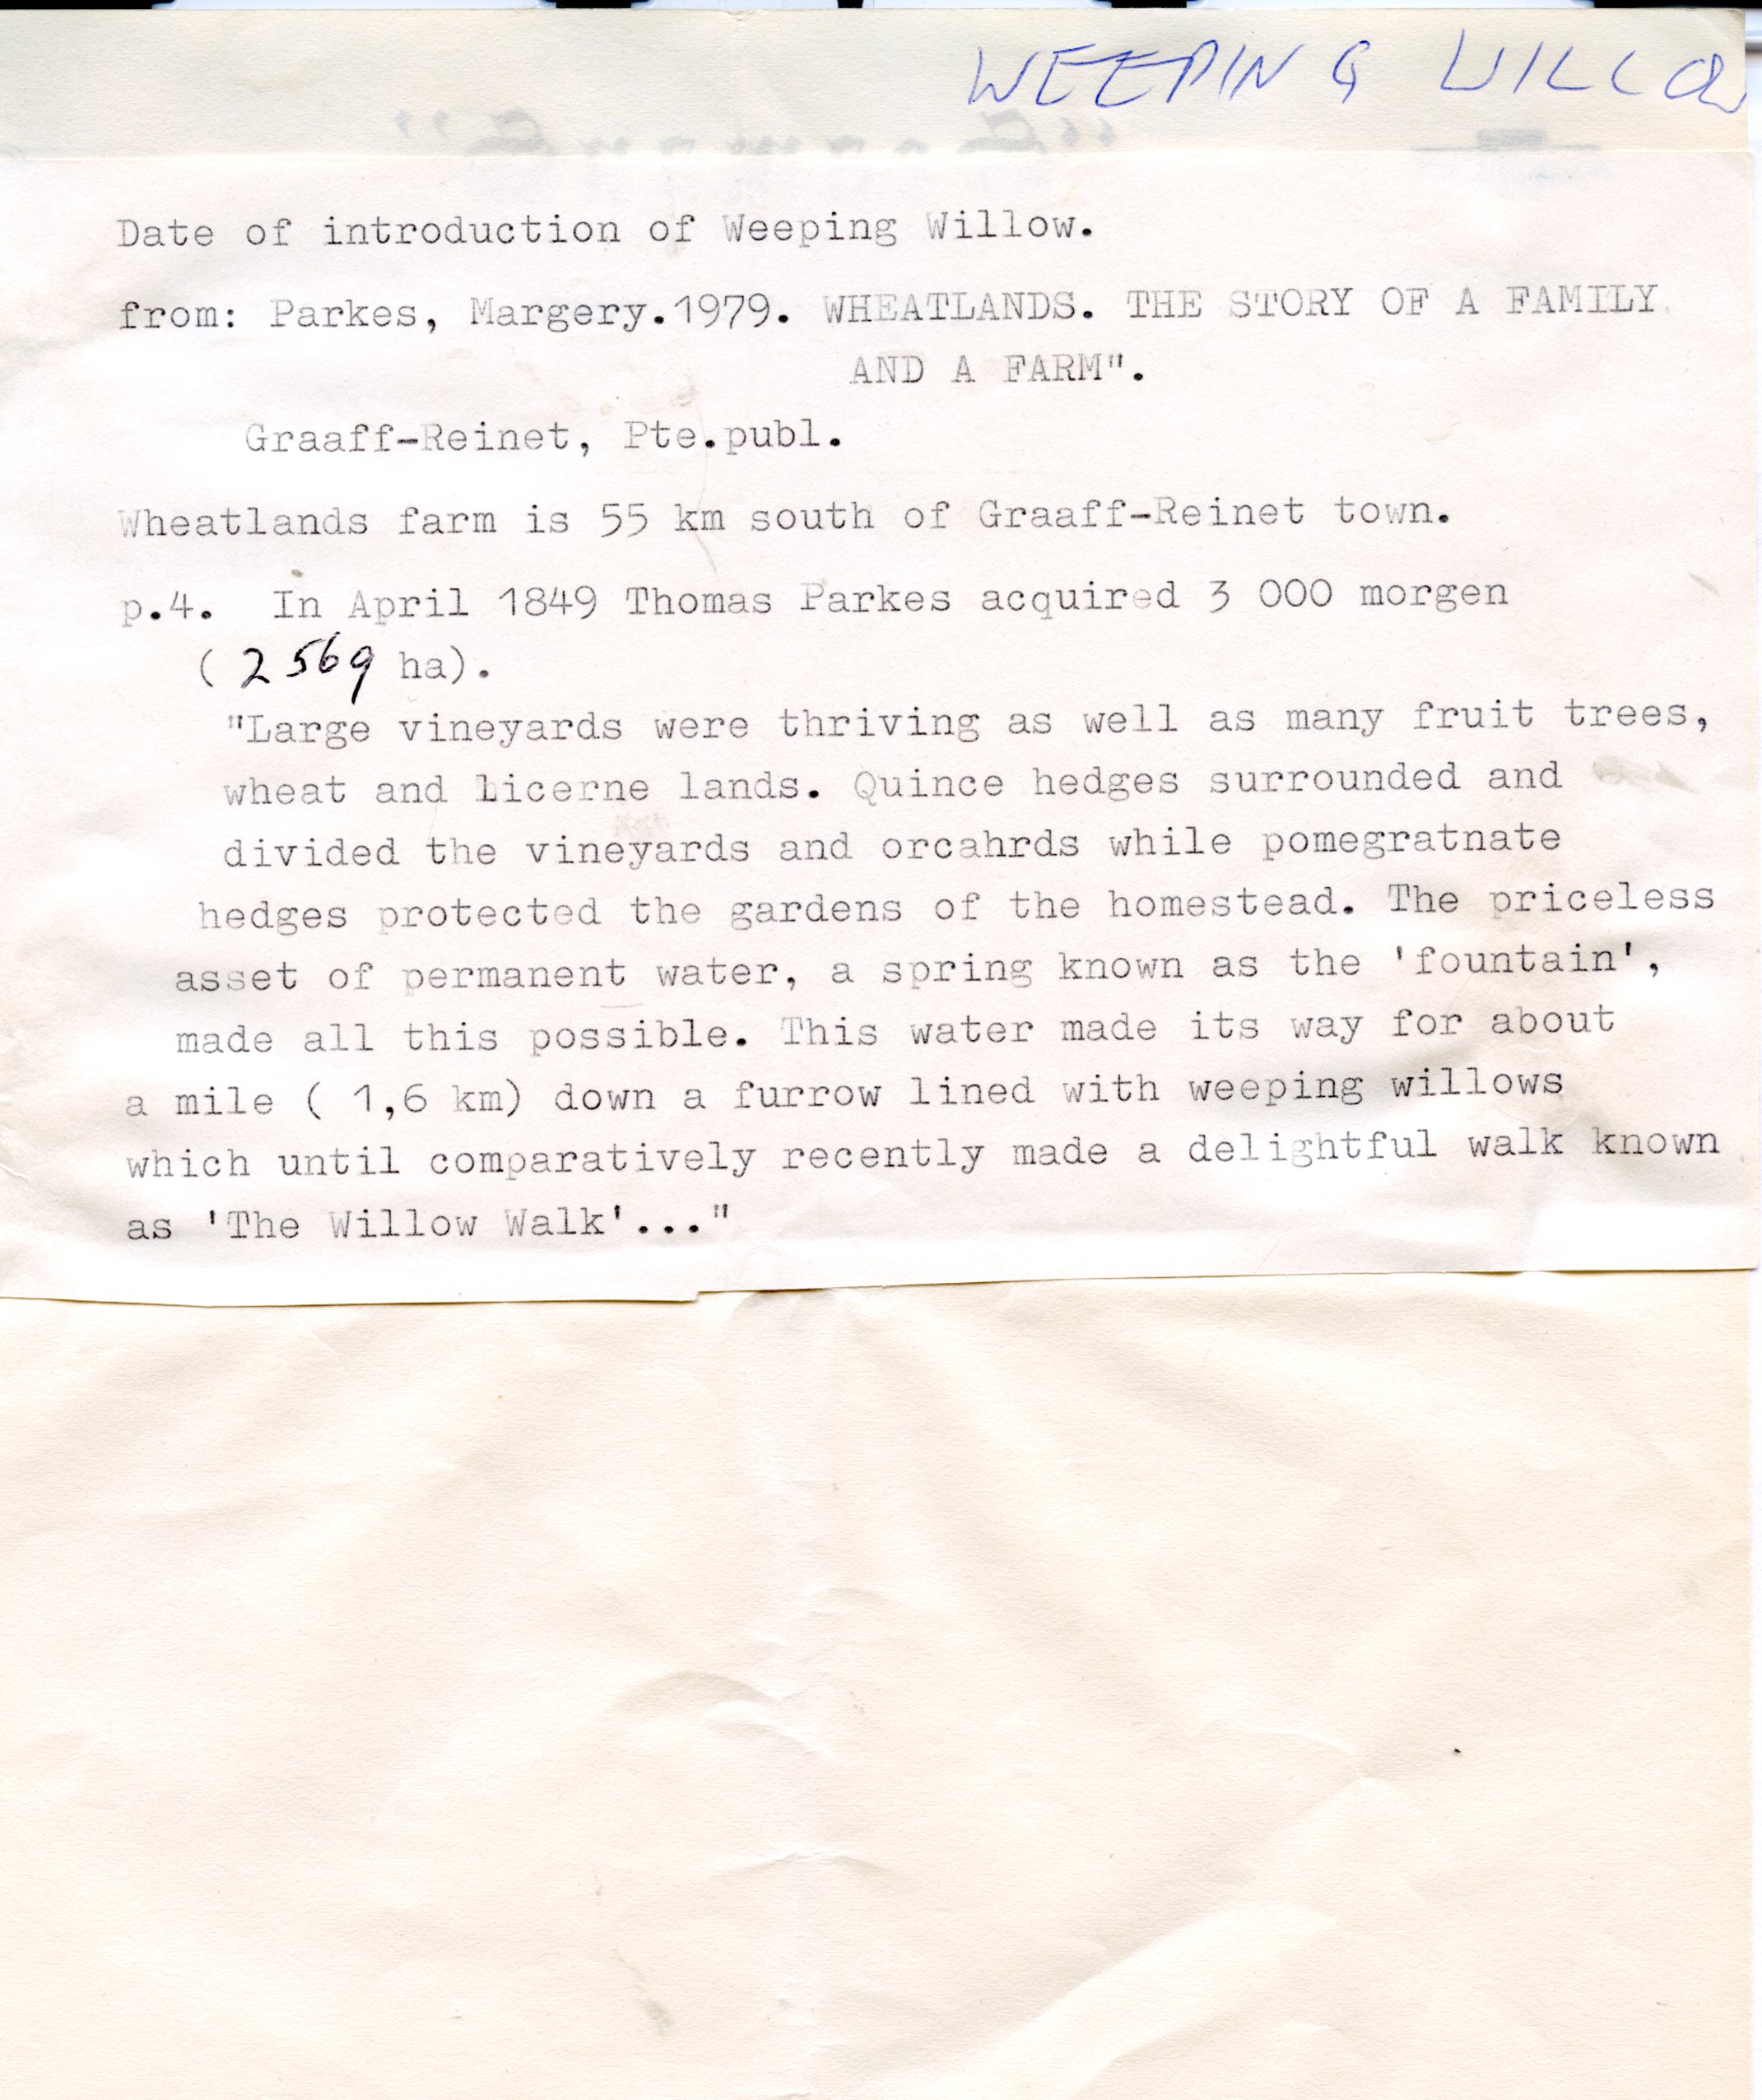 WEEPING WILLOW
Date of introduction of Weeping Willow.
from: Parkes, Margery.1979. WHEATLANDS. THE STORY OF A FAMILY
AND A FARM".
Graaff-Reinet, Pte.publ.
Wheatlands farm is 55 km south of Graaff-Reinet town.
p.4. In April 1849 Thomas Parkes acquired 3 000 morgen
( 2569 ha).
"Large vineyards were thriving as well as many fruit trees,
wheat and licerne lands. Quince hedges surrounded and
divided the vineyards and orcahrds while pomegratnate
hedges protected the gardens of the homestead. The priceless
asset of permanent water, a spring known as the 'fountain',
made all this possible. This water made its way for about
a mile ( 1,6 km) down a furrow lined with weeping willows
which until comparatively recently made a delightful walk known
as 'The Willow Walk'..."